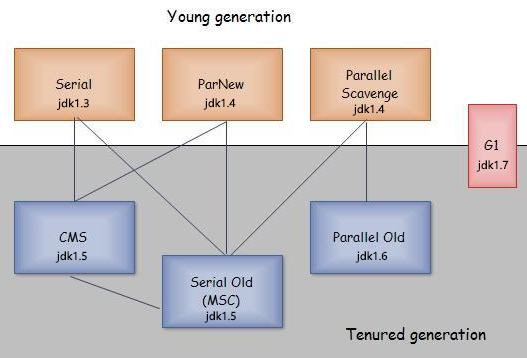 Young generation
Serial
jdk1.3
ParNew
jdk1.4
Parallel
Scavenge
jdk1.4
G1
jdk1.7
CMS
jdk1.5
Serial Old
(MSC)
jdk1.5
Parallel Old
jdk1.6
Tenured generation